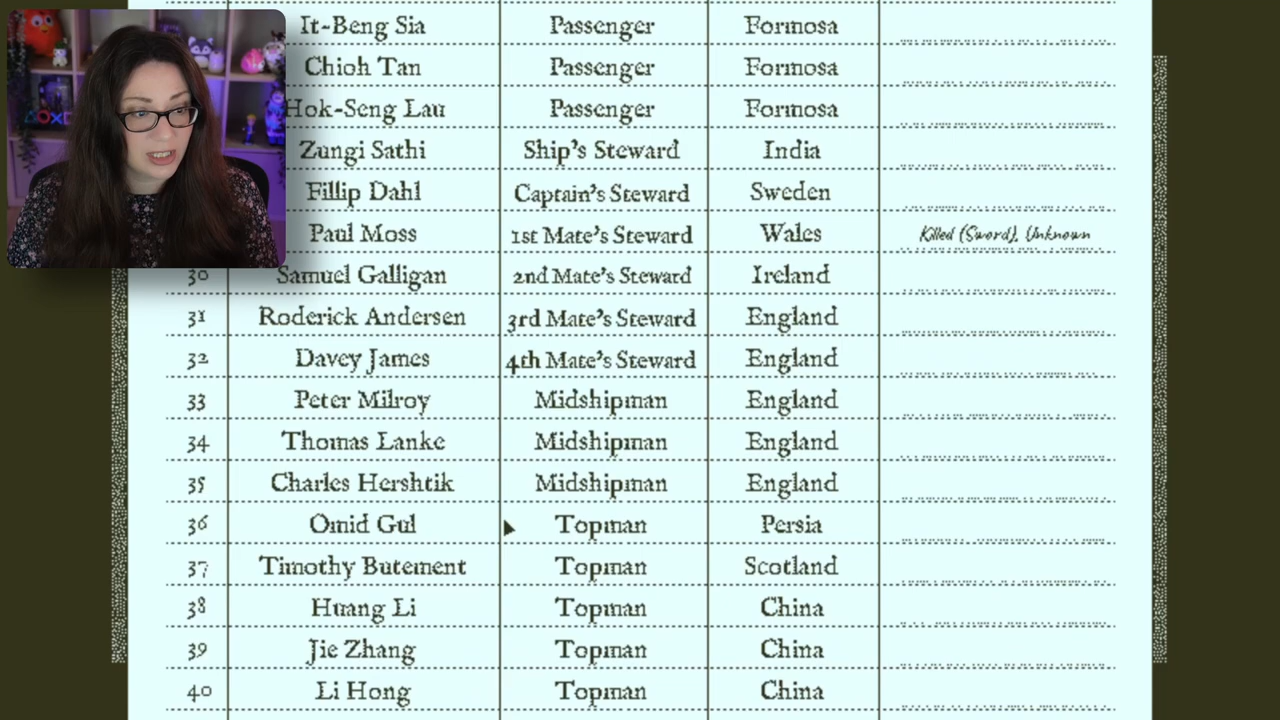 It-Beng Sia Passenger Formosa
Chioh Tan Passenger Formosa
Hok-Seng Lau Passenger Formosa
Zungi Sathi Ship's Steward India
Fillip Dahl Captain's Steward Sweden
Paul Moss 1st Mate's Steward Wales Killed (Sword), Unknown
30 Samuel Galligan 2nd Mate's Steward Ireland
31 Roderick Andersen 3rd Mate's Steward England
32 Davey James 4th Mate's Steward England
33 Peter Milroy Midshipman England
34 Thomas Lanke Midshipman England
35 Charles Hershtik Midshipman England
36 Omid Gul Topman Persia
37 Timothy Butement Topman Scotland
38 Huang Li Topman China
39 Jie Zhang Topman China
40 Li Hong Topman China